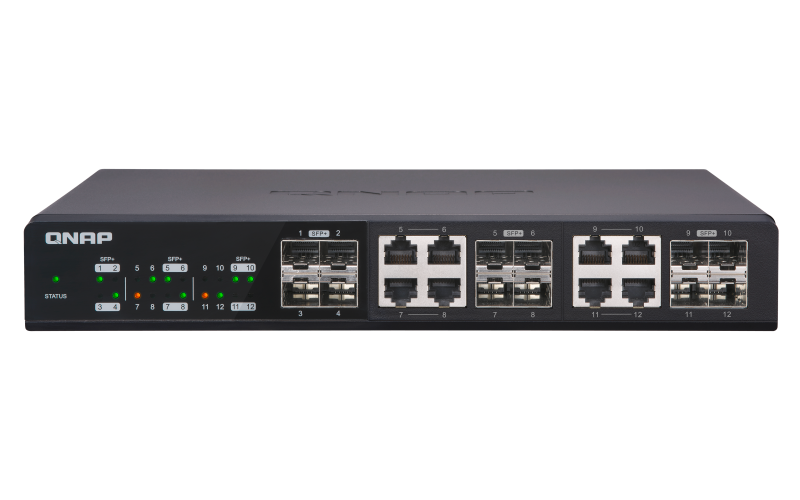 QNAP
STATUS
SFP+ SFP+ SFP+
1 2 5 6 5 6 9 10 9 10
3 4 7 8 7 8 11 12 11 12
1 SFP+ 2
3 4
5 6
7 8
5 SFP+ 6
7 8
9 10
11 12
9 SFP+ 10
11 12